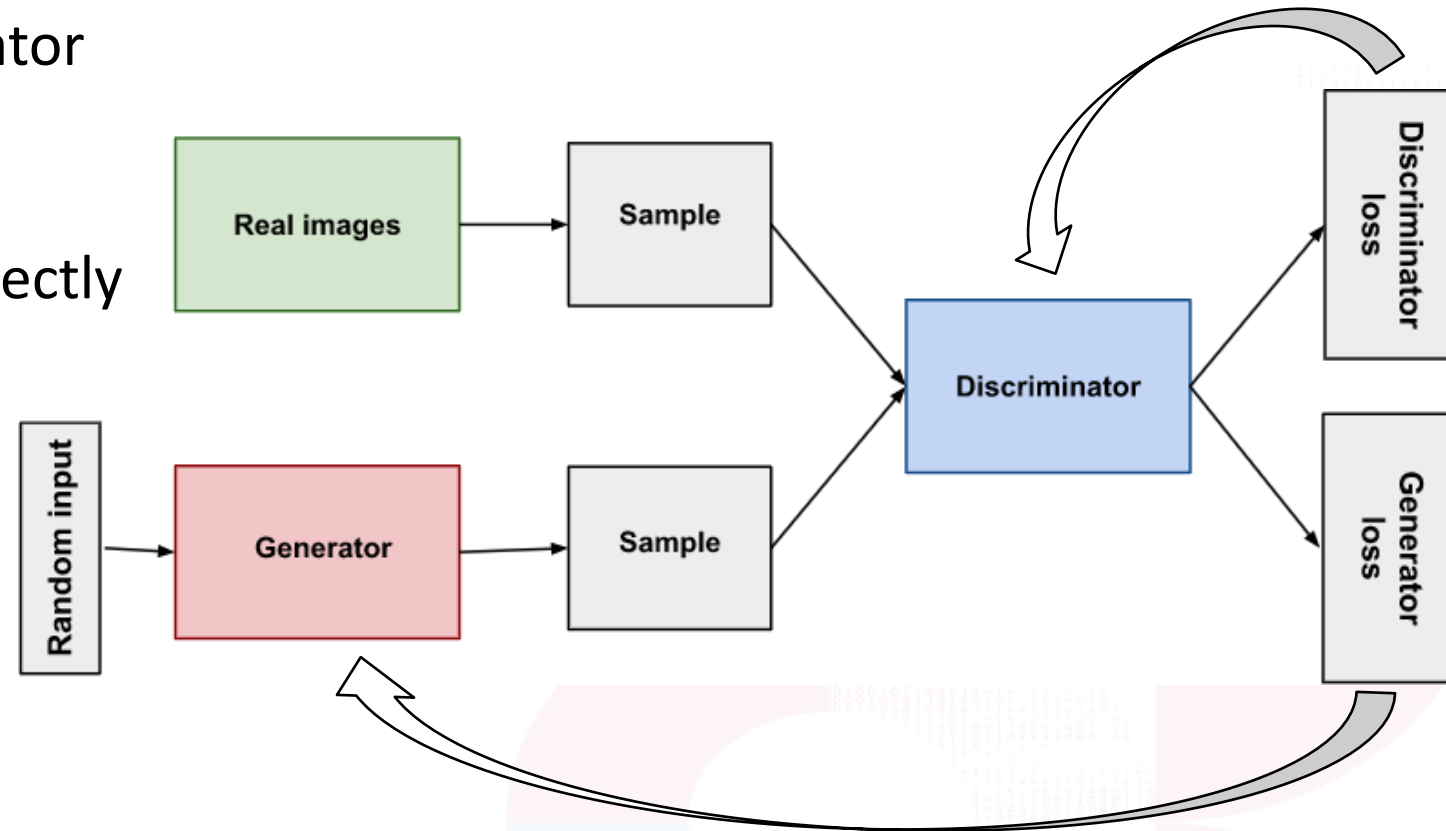 ator
ectly
Real images
Sample
Discriminator
loss
Discriminator
Random input
Generator
Sample
Generator
loss